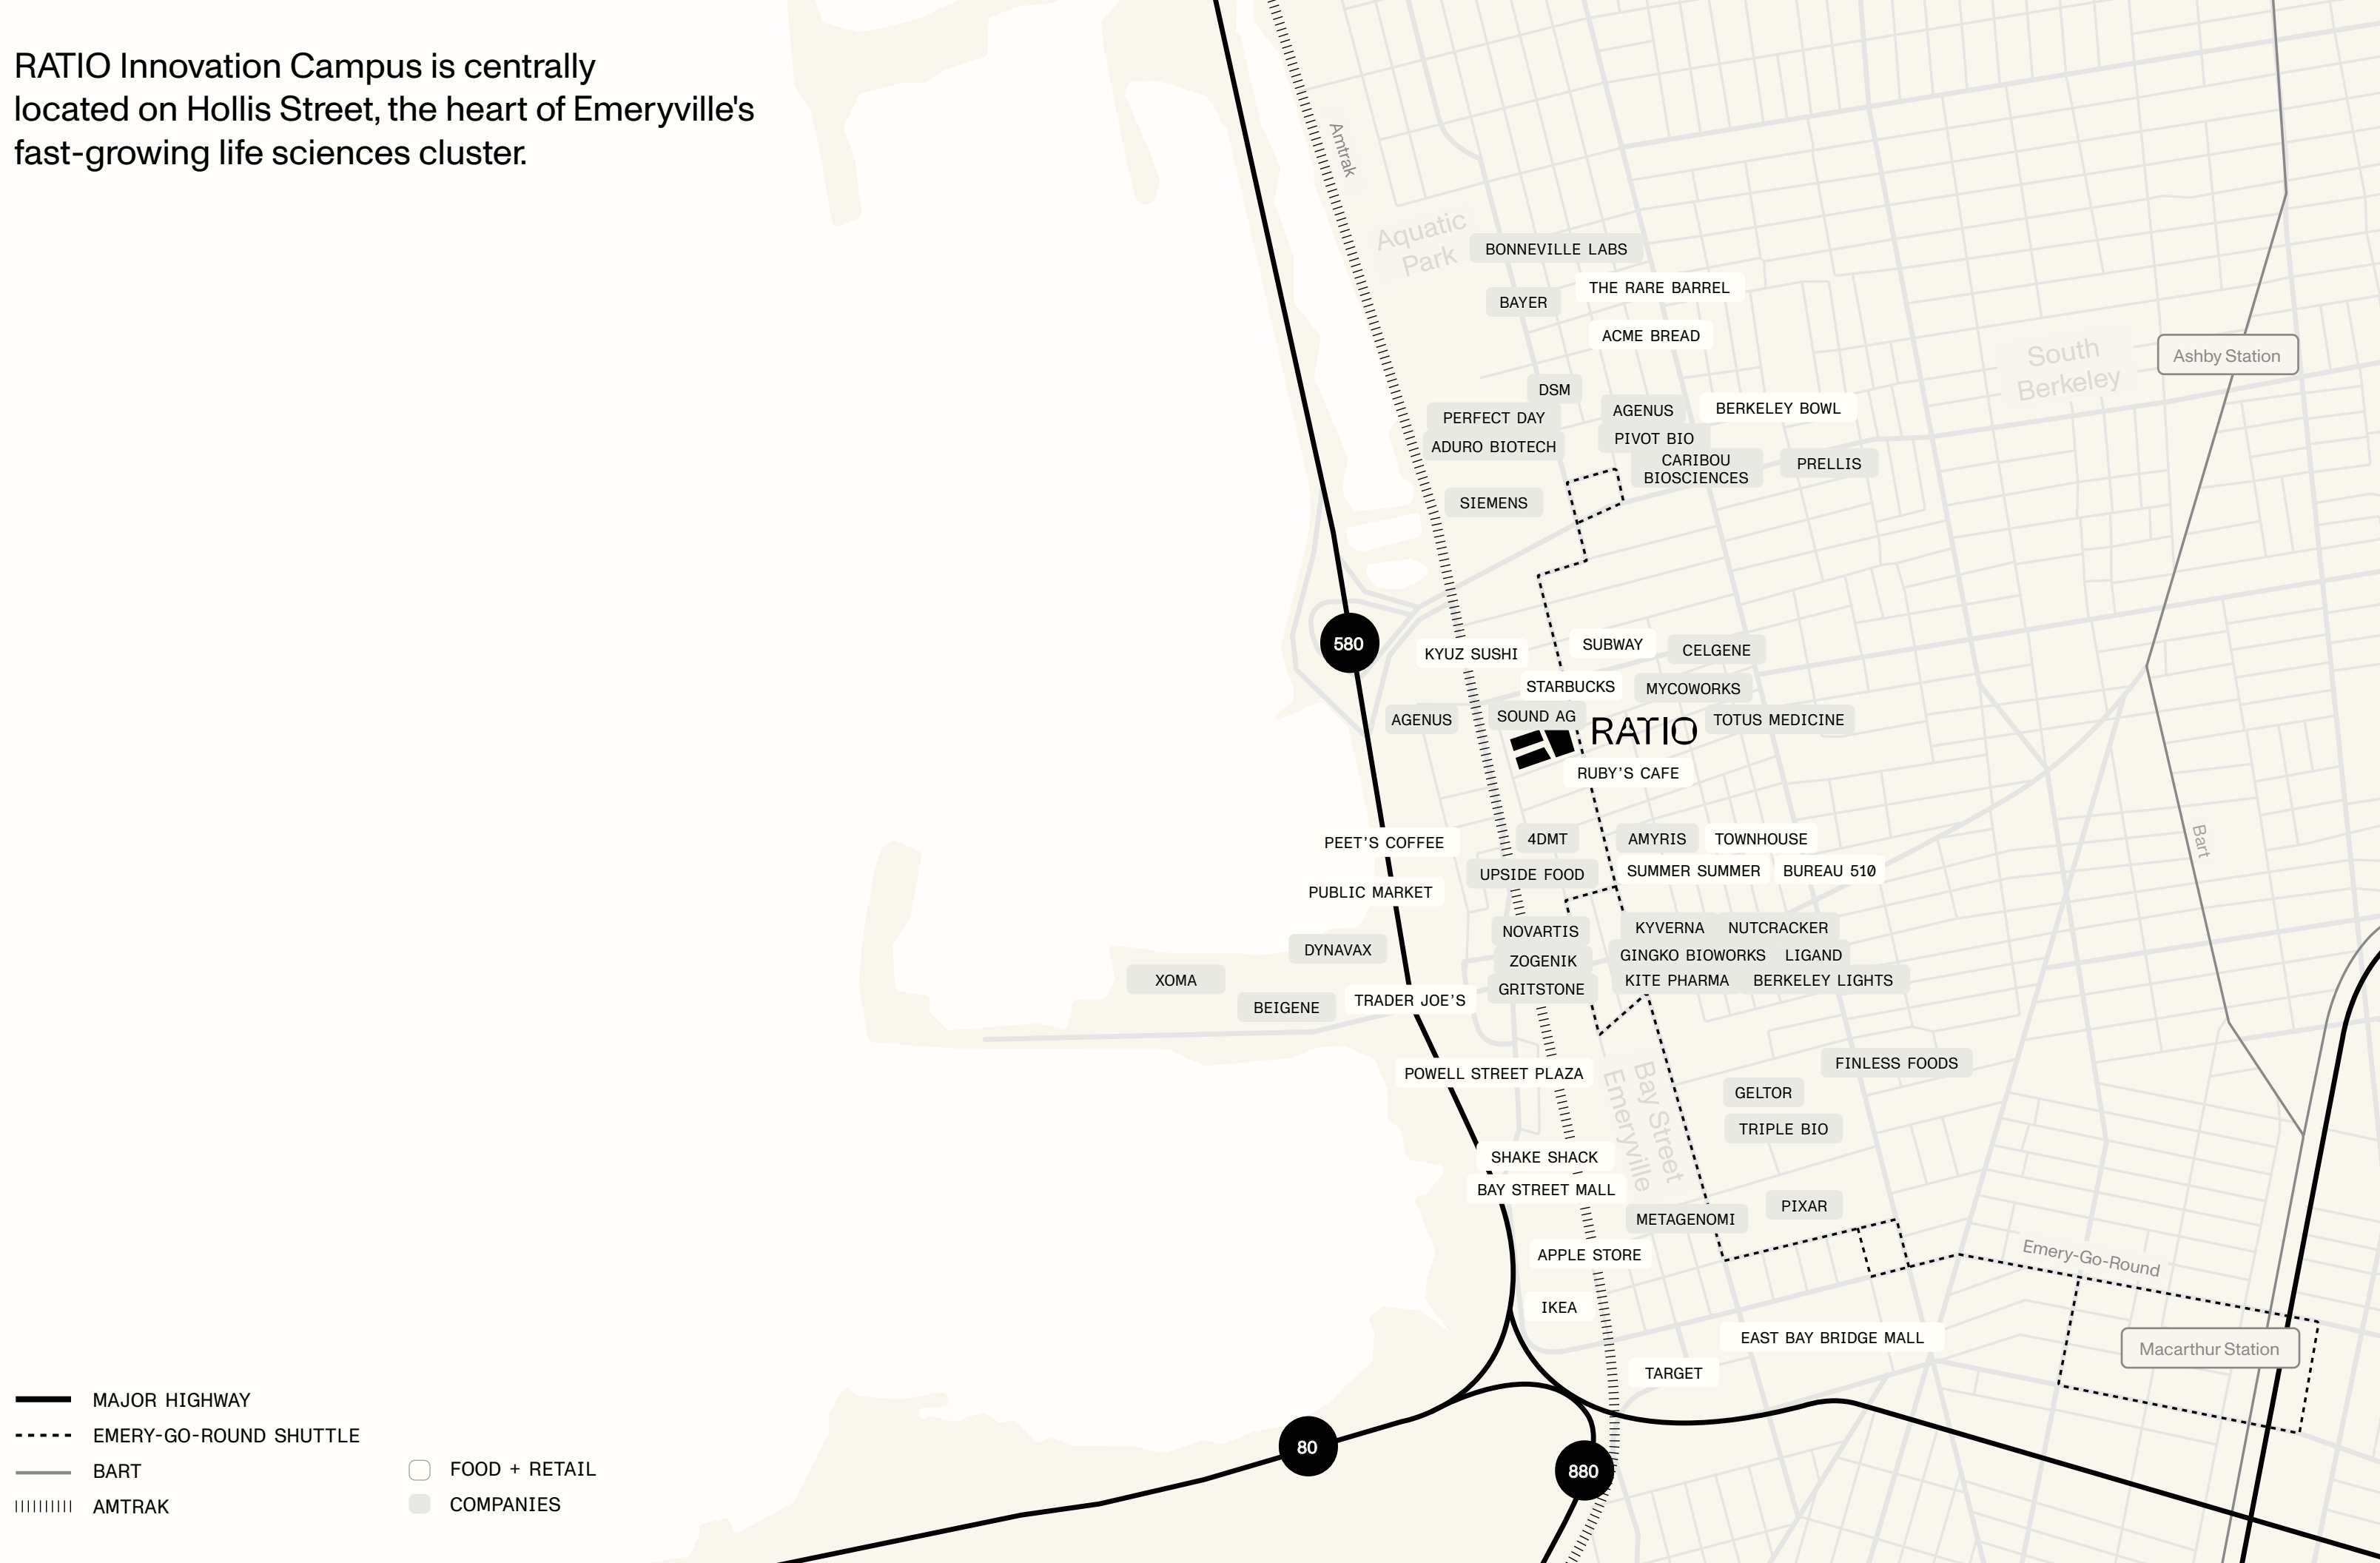 RATIO Innovation Campus is centrally
located on Hollis Street, the heart of Emeryville's
fast-growing life sciences cluster.
Amtrak
Aquatic
Park
BONNEVILLE LABS
THE RARE BARREL
BAYER
ACME BREAD
South
Berkeley
Ashby Station
DSM
PERFECT DAY
AGENUS
BERKELEY BOWL
ADURO BIOTECH
PIVOT BIO
CARIBOU
BIOSCIENCES
PRELLIS
SIEMENS
580
KYUZ SUSHI
SUBWAY
CELGENE
STARBUCKS
MYCOWORKS
AGENUS
SOUND AG
RATIO
TOTUS MEDICINE
RUBY'S CAFE
PEET'S COFFEE
4DMT
AMYRIS
TOWNHOUSE
Bart
UPSIDE FOOD
SUMMER SUMMER
BUREAU 510
PUBLIC MARKET
NOVARTIS
KYVERNA
NUTCRACKER
DYNAVAX
ZOGENIK
GINGKO BIOWORKS
LIGAND
XOMA
GRITSTONE
KITE PHARMA
BERKELEY LIGHTS
BEIGENE
TRADER JOE'S
POWELL STREET PLAZA
FINLESS FOODS
GELTOR
TRIPLE BIO
Bay Street
Emeryville
SHAKE SHACK
BAY STREET MALL
METAGENOMI
PIXAR
APPLE STORE
Emery-Go-Round
IKEA
EAST BAY BRIDGE MALL
Macarthur Station
TARGET
80
880
MAJOR HIGHWAY
EMERY-GO-ROUND SHUTTLE
BART
AMTRAK
FOOD + RETAIL
COMPANIES